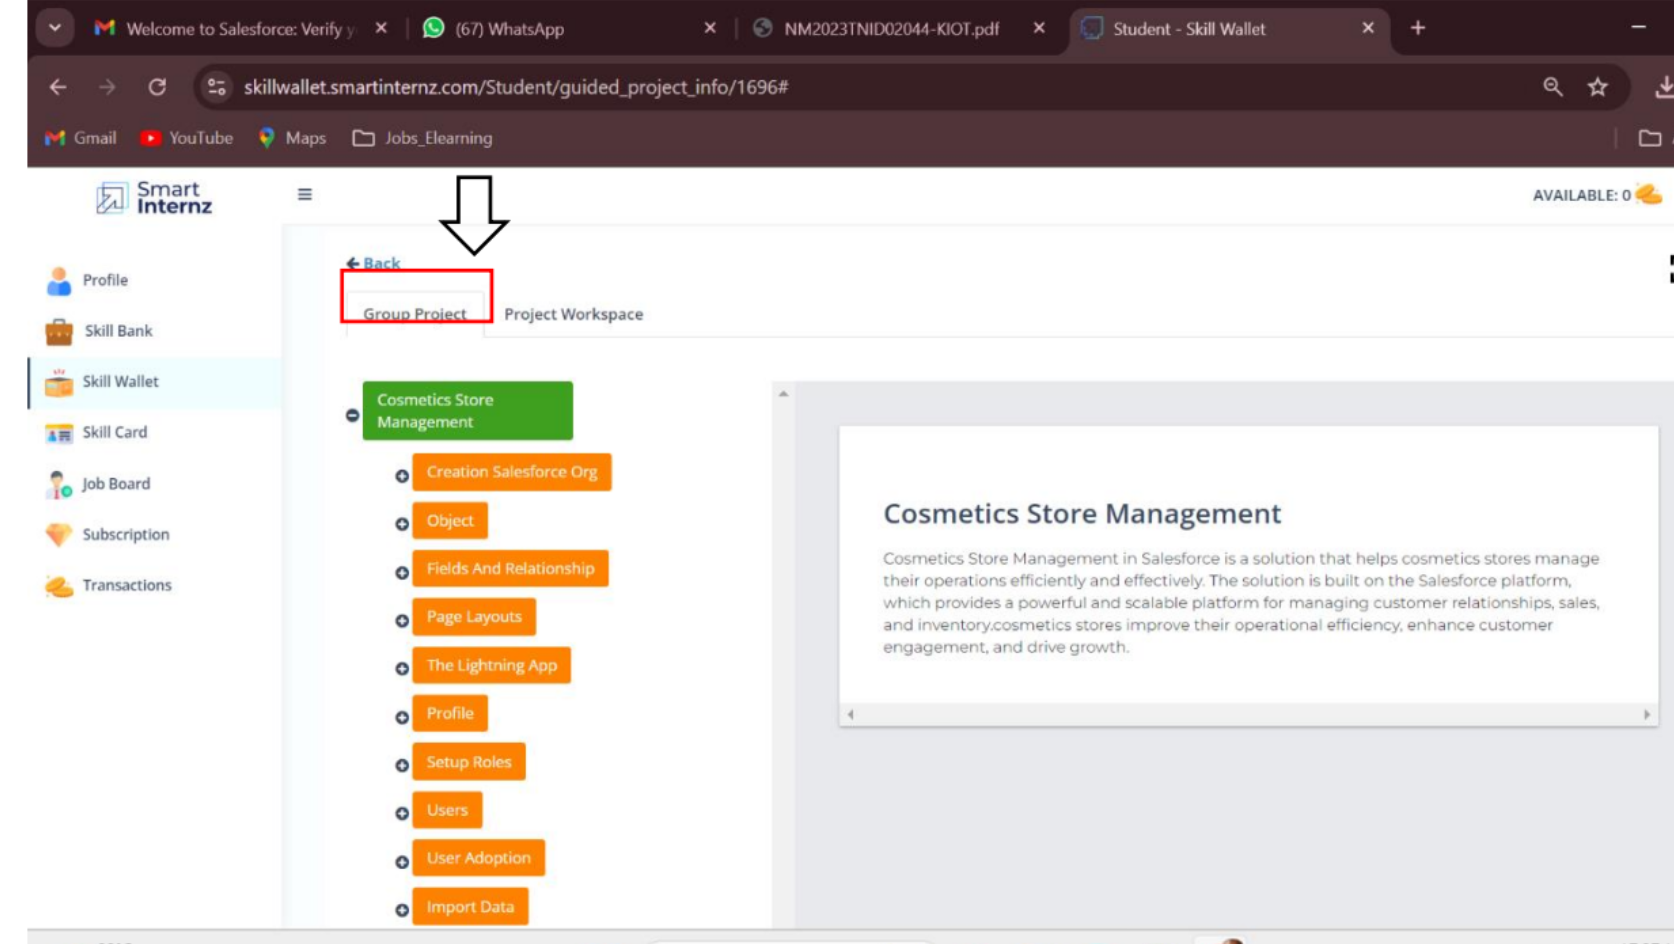 Welcome to Salesforce: Verify y
(67) WhatsApp
NM2023TNID02044-KIOT.pdf
Student - Skill Wallet
skillwallet.smartinternz.com/Student/guided_project_info/1696#
Gmail
YouTube
Maps
Jobs_Elearning
Smart
Internz
AVAILABLE: 0
Profile
Skill Bank
Skill Wallet
Skill Card
Job Board
Subscription
Transactions
Back
Group Project
Project Workspace
Cosmetics Store
Management
Creation Salesforce Org
Object
Fields And Relationship
Page Layouts
The Lightning App
Profile
Setup Roles
Users
User Adoption
Import Data
Cosmetics Store Management
Cosmetics Store Management in Salesforce is a solution that helps cosmetics stores manage
their operations efficiently and effectively. The solution is built on the Salesforce platform,
which provides a powerful and scalable platform for managing customer relationships, sales,
and inventory.cosmetics stores improve their operational efficiency, enhance customer
engagement, and drive growth.